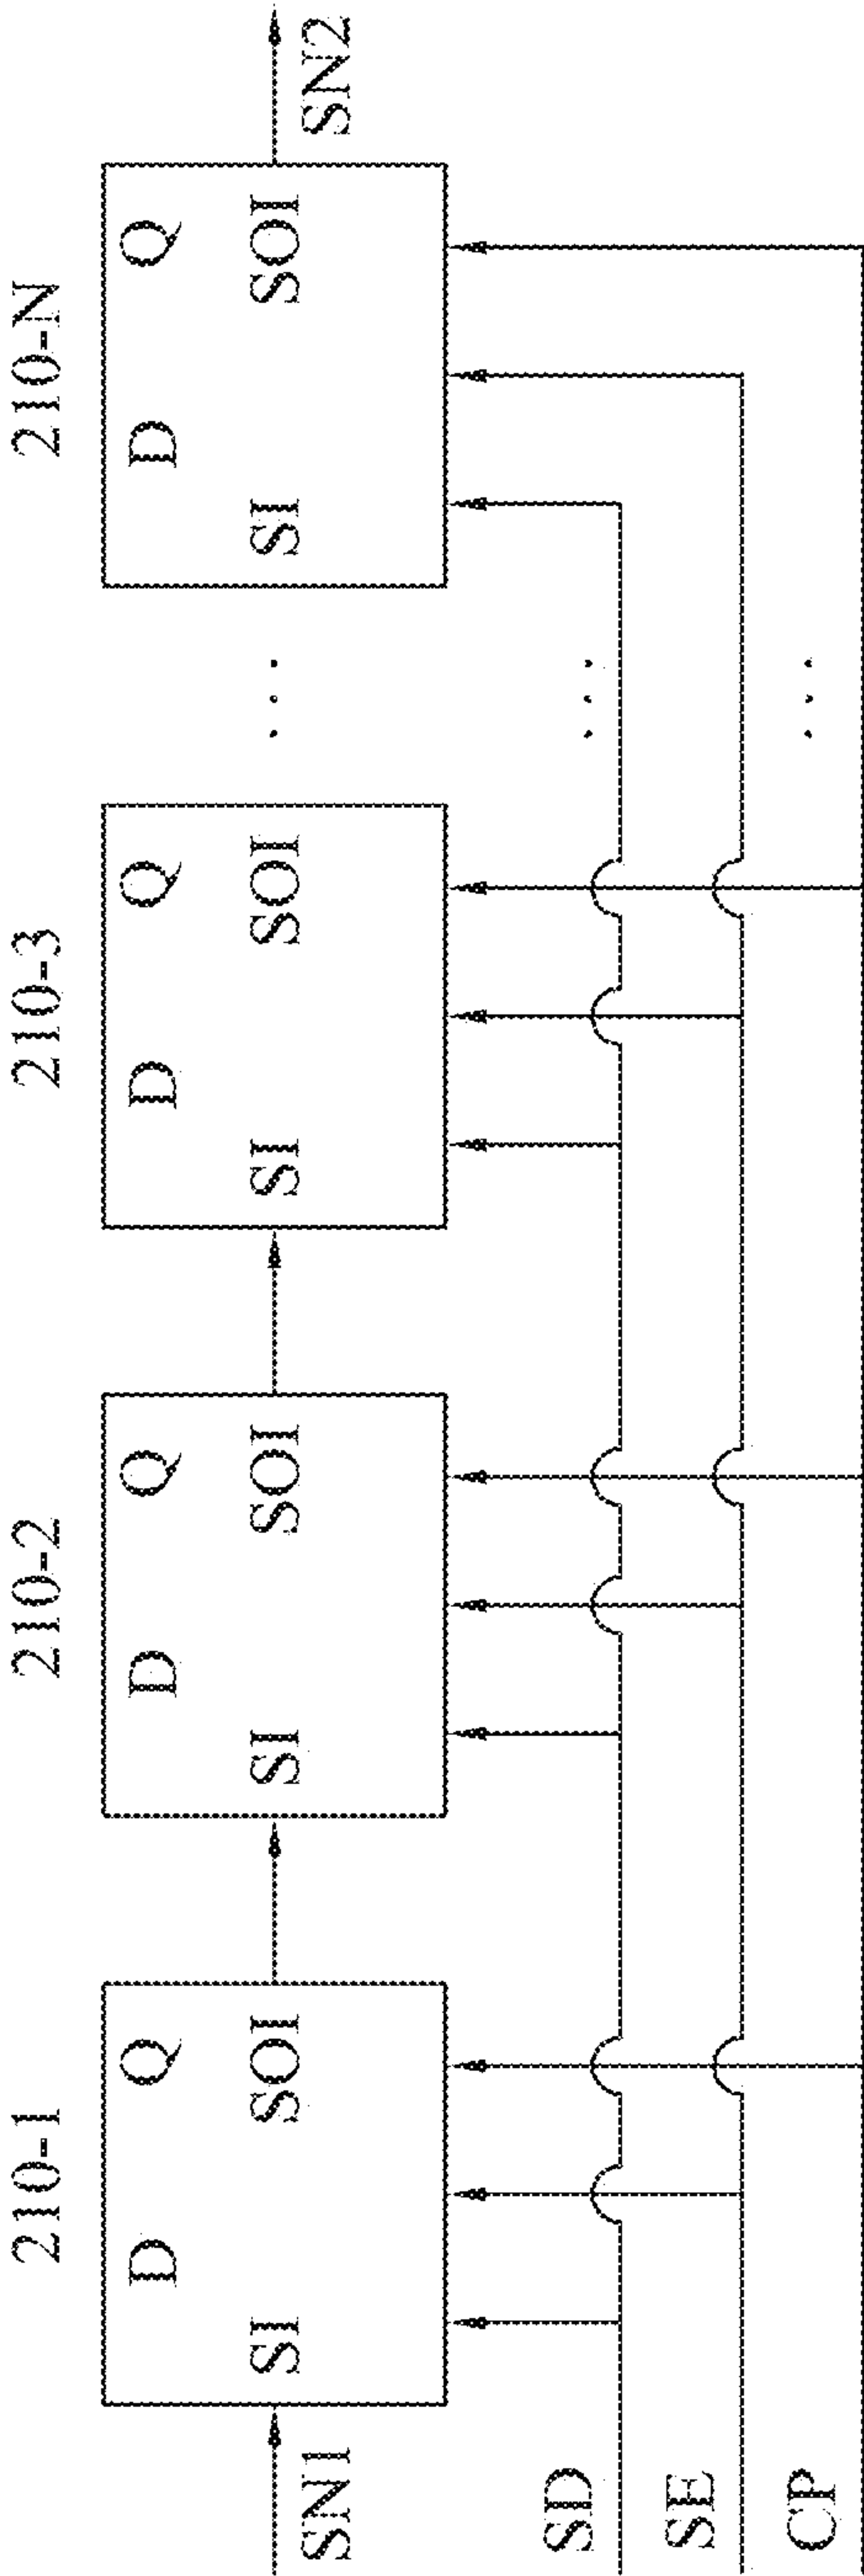 210-1 210-2 210-3 210-N
D Q D Q D Q D Q
SI SOI SI SOI SI SOI ... SI SOI
SN1 SN2
SD ...
SE
CP ...